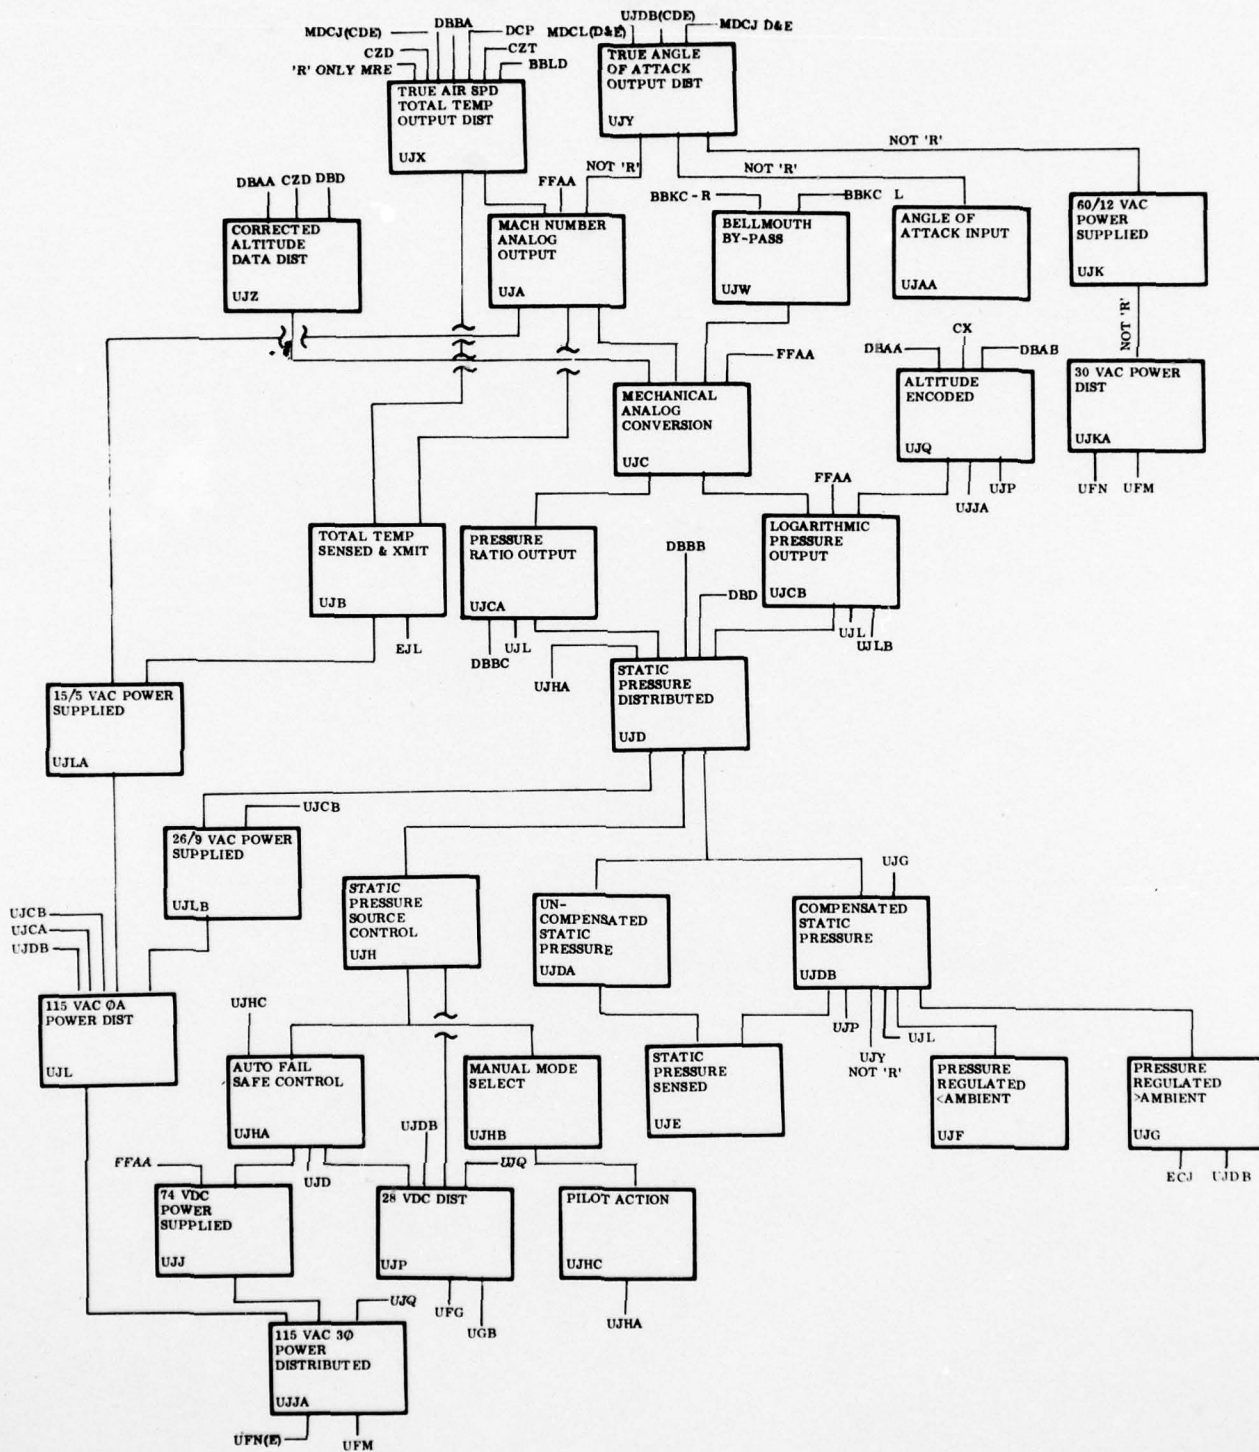 UJDB(CDE)
MDCJ(CDE)
DBBA
DCP
MDCL(D&E)
MDCJ D&E
CZD
CZT
'R' ONLY MRE
BBLD
TRUE AIR SPD
TOTAL TEMP
OUTPUT DIST
UJX
TRUE ANGLE
OF ATTACK
OUTPUT DIST
UJY
NOT 'R'
NOT 'R'
NOT 'R'
DBAA
CZD
DBD
FFAA
BBKC - R
BBKC L
CORRECTED
ALTITUDE
DATA DIST
UJZ
MACH NUMBER
ANALOG
OUTPUT
UJA
BELLMOUTH
BY-PASS
UJW
ANGLE OF
ATTACK INPUT
UJAA
60/12 VAC
POWER
SUPPLIED
UJK
NOT 'R'
FFAA
DBAA
CX
DBAB
MECHANICAL
ANALOG
CONVERSION
UJC
ALTITUDE
ENCODED
UJQ
30 VAC POWER
DIST
UJKA
UJJA
UJP
UFN
UFM
FFAA
TOTAL TEMP
SENSED & XMIT
UJB
PRESSURE
RATIO OUTPUT
UJCA
LOGARITHMIC
PRESSURE
OUTPUT
UJCB
DBBB
DBD
EJL
DBBC
UJL
UJHA
UJL
UJLB
15/5 VAC POWER
SUPPLIED
UJLA
STATIC
PRESSURE
DISTRIBUTED
UJD
UJCB
26/9 VAC POWER
SUPPLIED
UJLB
STATIC
PRESSURE
SOURCE
CONTROL
UJH
UN-
COMPENSATED
STATIC
PRESSURE
UJDA
UJG
COMPENSATED
STATIC
PRESSURE
UJDB
UJCB
UJCA
UJDB
115 VAC ØA
POWER DIST
UJL
UJHC
AUTO FAIL
SAFE CONTROL
UJHA
MANUAL MODE
SELECT
UJHB
STATIC
PRESSURE
SENSED
UJE
UJP
UJY
NOT 'R'
UJL
PRESSURE
REGULATED
<AMBIENT
UJF
PRESSURE
REGULATED
>AMBIENT
UJG
ECJ
UJDB
FFAA
UJD
UJDB
UJQ
74 VDC
POWER
SUPPLIED
UJJ
28 VDC DIST
UJP
PILOT ACTION
UJHC
UFG
UGB
UJHA
UJQ
115 VAC 3Ø
POWER
DISTRIBUTED
UJJA
UFN(E)
UFM